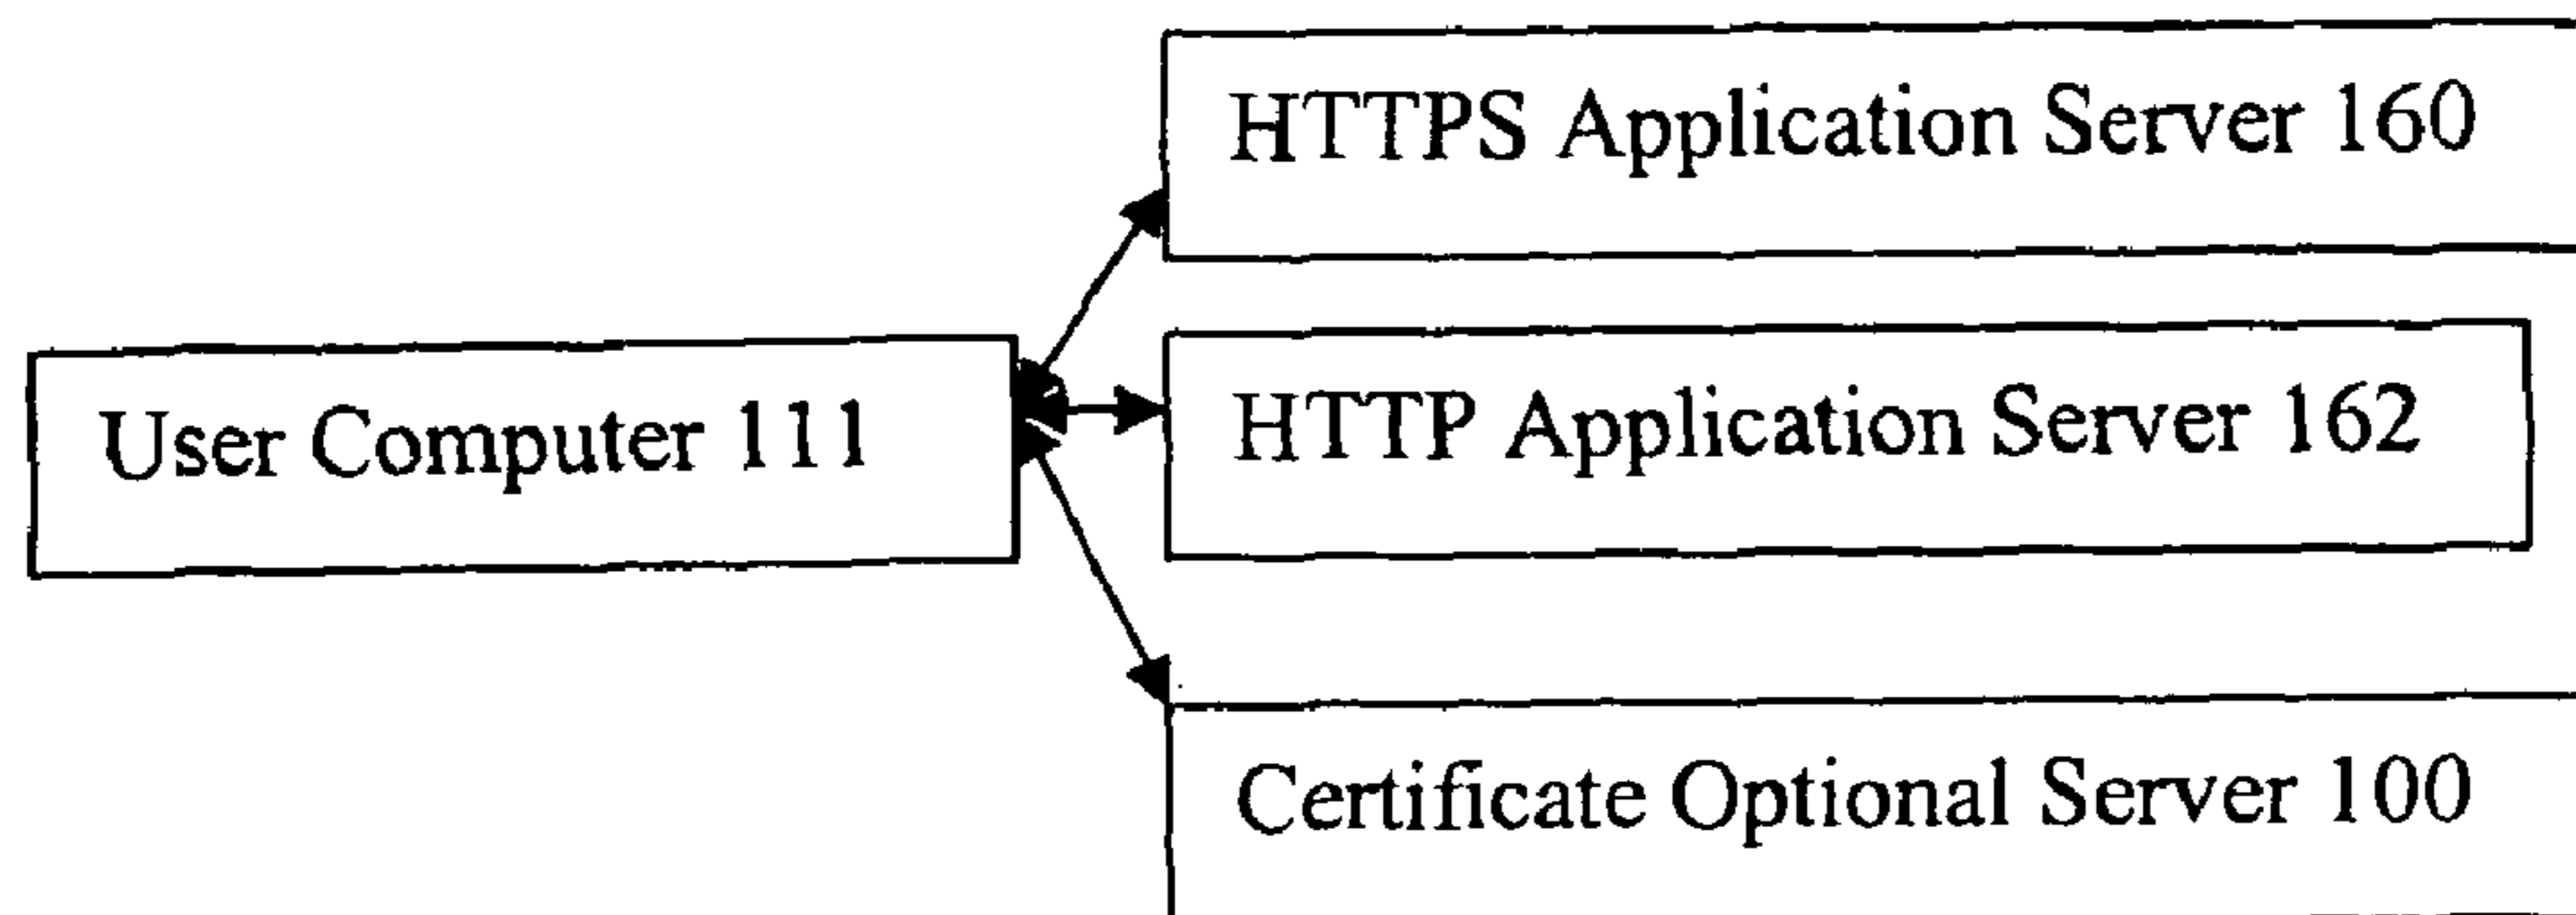 HTTPS Application Server 160
User Computer 111
HTTP Application Server 162
Certificate Optional Server 100